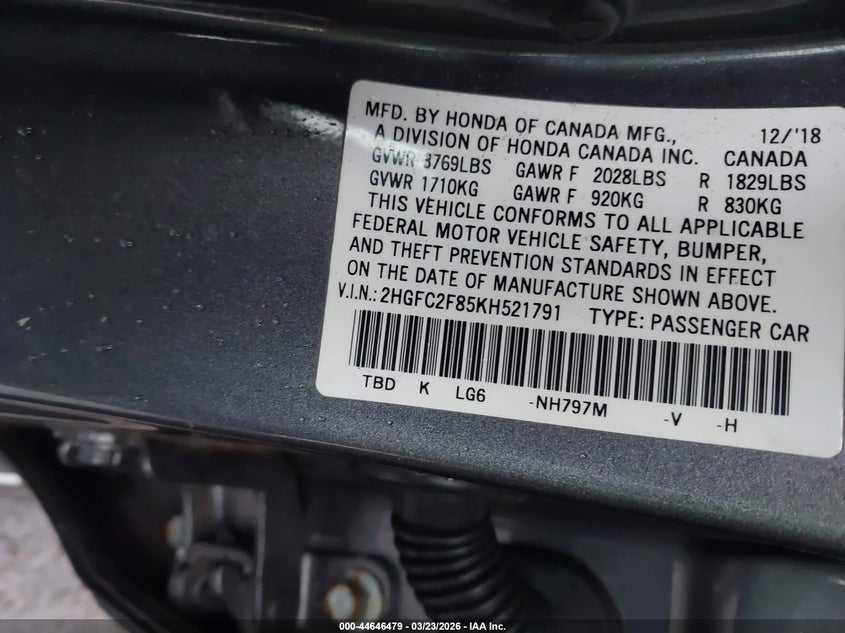 MFD. BY HONDA OF CANADA MFG., 12/'18
A DIVISION OF HONDA CANADA INC. CANADA
GVWR 3769LBS GAWR F 2028LBS R 1829LBS
GVWR 1710KG GAWR F 920KG R 830KG
THIS VEHICLE CONFORMS TO ALL APPLICABLE
FEDERAL MOTOR VEHICLE SAFETY, BUMPER,
AND THEFT PREVENTION STANDARDS IN EFFECT
ON THE DATE OF MANUFACTURE SHOWN ABOVE.
V.I.N.: 2HGFC2F85KH521791 TYPE: PASSENGER CAR
TBD K LG6 -NH797M -V -H
000-44646479 - 03/23/2026 - IAA Inc.